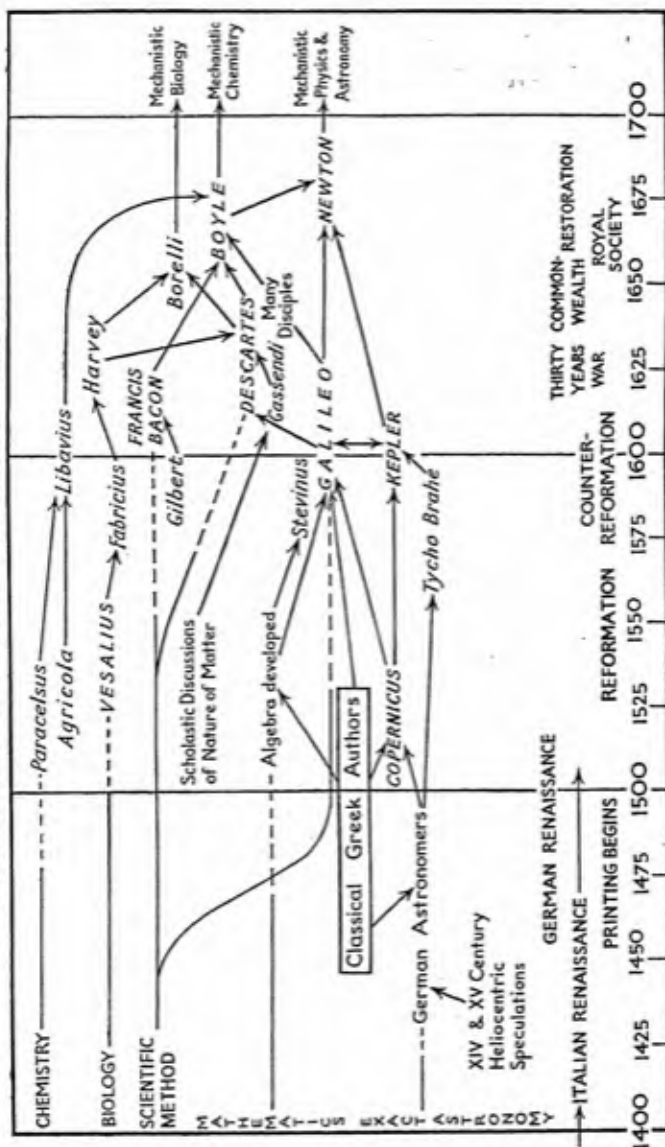 CHEMISTRY
Paracelsus
Agricola
Libavius
BIOLOGY
VESALIUS
Fabricius
Harvey
Borelli
Mechanistic
Biology
SCIENTIFIC
METHOD
Gilbert
FRANCIS
BACON
BOYLE
Mechanistic
Chemistry
Scholastic Discussions
of Nature of Matter
DESCARTES
Gassendi
Many
Disciples
MATHEMATICS
Algebra developed
Stevinus
GALILEO
NEWTON
Mechanistic
Physics &
Astronomy
Classical Greek Authors
EXACT ASTRONOMY
German Astronomers
COPERNICUS
KEPLER
Tycho Brahé
XIV & XV Century
Heliocentric
Speculations
ITALIAN RENAISSANCE
GERMAN RENAISSANCE
PRINTING BEGINS
REFORMATION
COUNTER-
REFORMATION
THIRTY
YEARS
WAR
COMMON-
WEALTH
RESTORATION
ROYAL
SOCIETY
1400 1425 1450 1475 1500 1525 1550 1575 1600 1625 1650 1675 1700